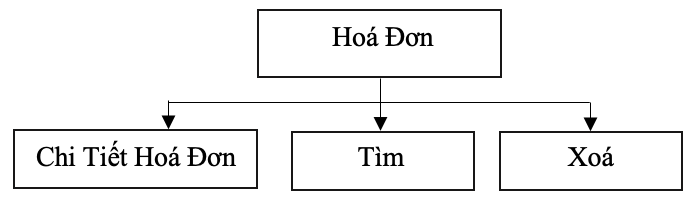 Hoá Đơn
Chi Tiết Hoá Đơn
Tìm
Xoá